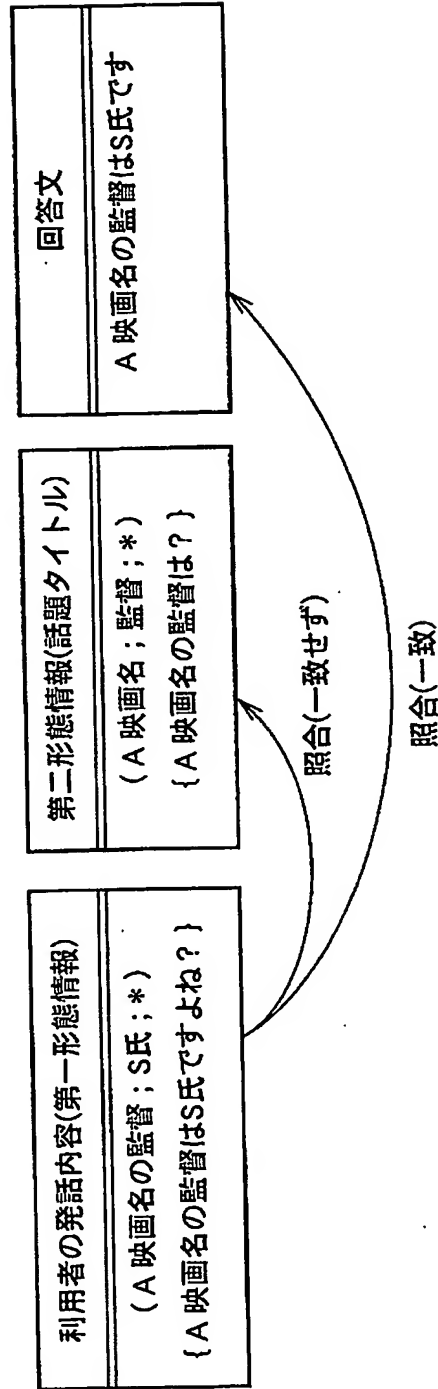 利用者の発話内容(第一形態情報)
(A映画名の監督;S氏;*)
{A映画名の監督はS氏ですよね?}
第二形態情報(話題タイトル)
(A映画名;監督;*)
{A映画名の監督は?}
回答文
A映画名の監督はS氏です
照合(一致せず)
照合(一致)